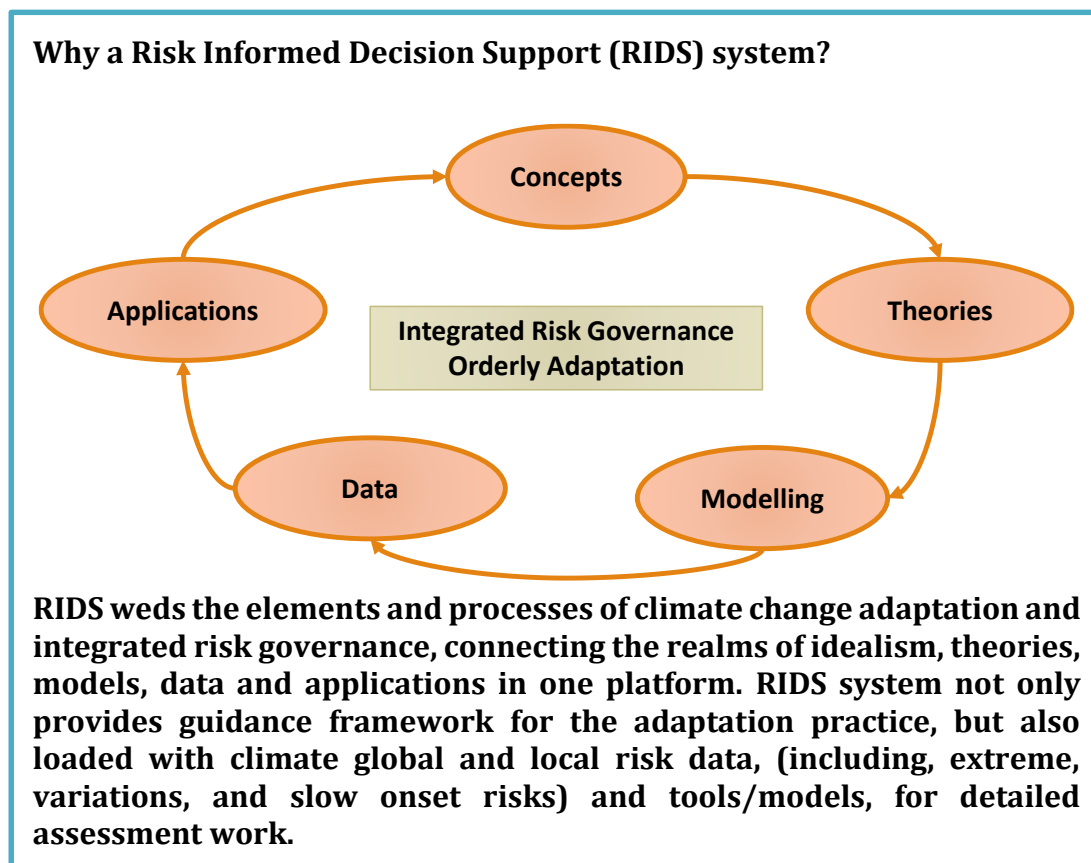 Why a Risk Informed Decision Support (RIDS) system?
Concepts
Applications
Theories
Integrated Risk Governance
Orderly Adaptation
Data
Modelling
RIDS weds the elements and processes of climate change adaptation and
integrated risk governance, connecting the realms of idealism, theories,
models, data and applications in one platform. RIDS system not only
provides guidance framework for the adaptation practice, but also
loaded with climate global and local risk data, (including, extreme,
variations, and slow onset risks) and tools/models, for detailed
assessment work.